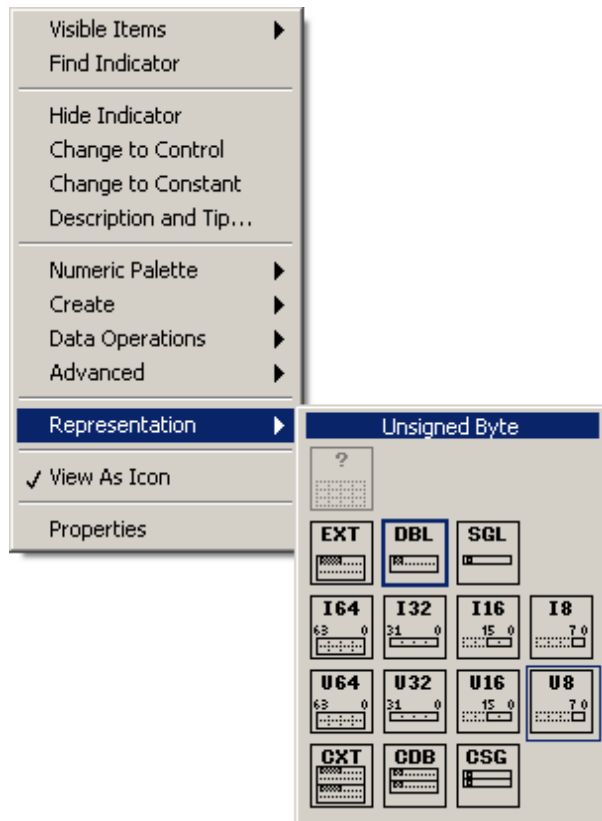 Visible Items
Find Indicator
Hide Indicator
Change to Control
Change to Constant
Description and Tip...
Numeric Palette
Create
Data Operations
Advanced
Representation
View As Icon
Properties
Unsigned Byte
?
EXT DBL SGL
I64 I32 I16 I8
63 0 31 0 15 0 7 0
U64 U32 U16 U8
63 0 31 0 15 0 7 0
CXT CDB CSG